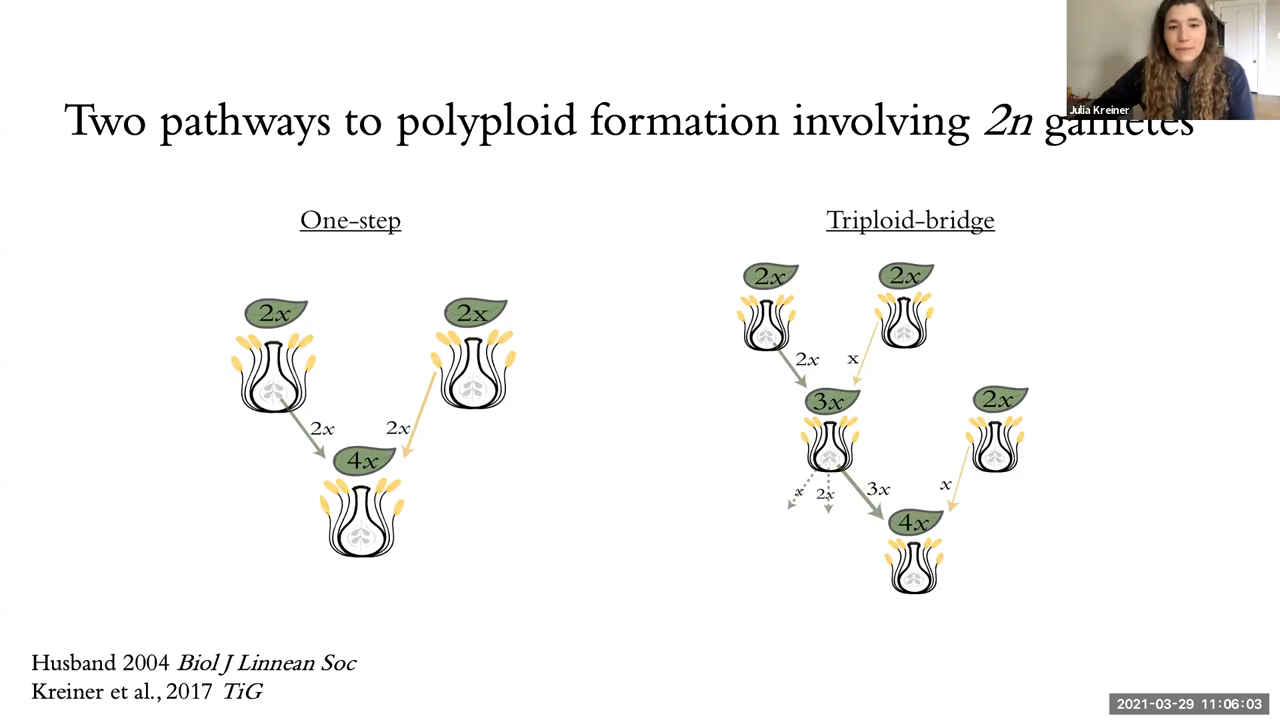 Julia Kreiner
Two pathways to polyploid formation involving 2n gametes
One-step
2x
2x
2x
2x
4x
Triploid-bridge
2x
2x
2x
x
3x
2x
x
2x
3x
x
4x
Husband 2004 Biol J Linnean Soc
Kreiner et al., 2017 TiG
2021-03-29 11:06:03